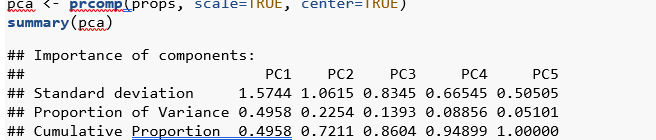 pca <- prcomp(props, scale=TRUE, center=TRUE)
summary(pca)
## Importance of components:
## PC1 PC2 PC3 PC4 PC5
## Standard deviation 1.5744 1.0615 0.8345 0.66545 0.50505
## Proportion of Variance 0.4958 0.2254 0.1393 0.08856 0.05101
## Cumulative Proportion 0.4958 0.7211 0.8604 0.94899 1.00000